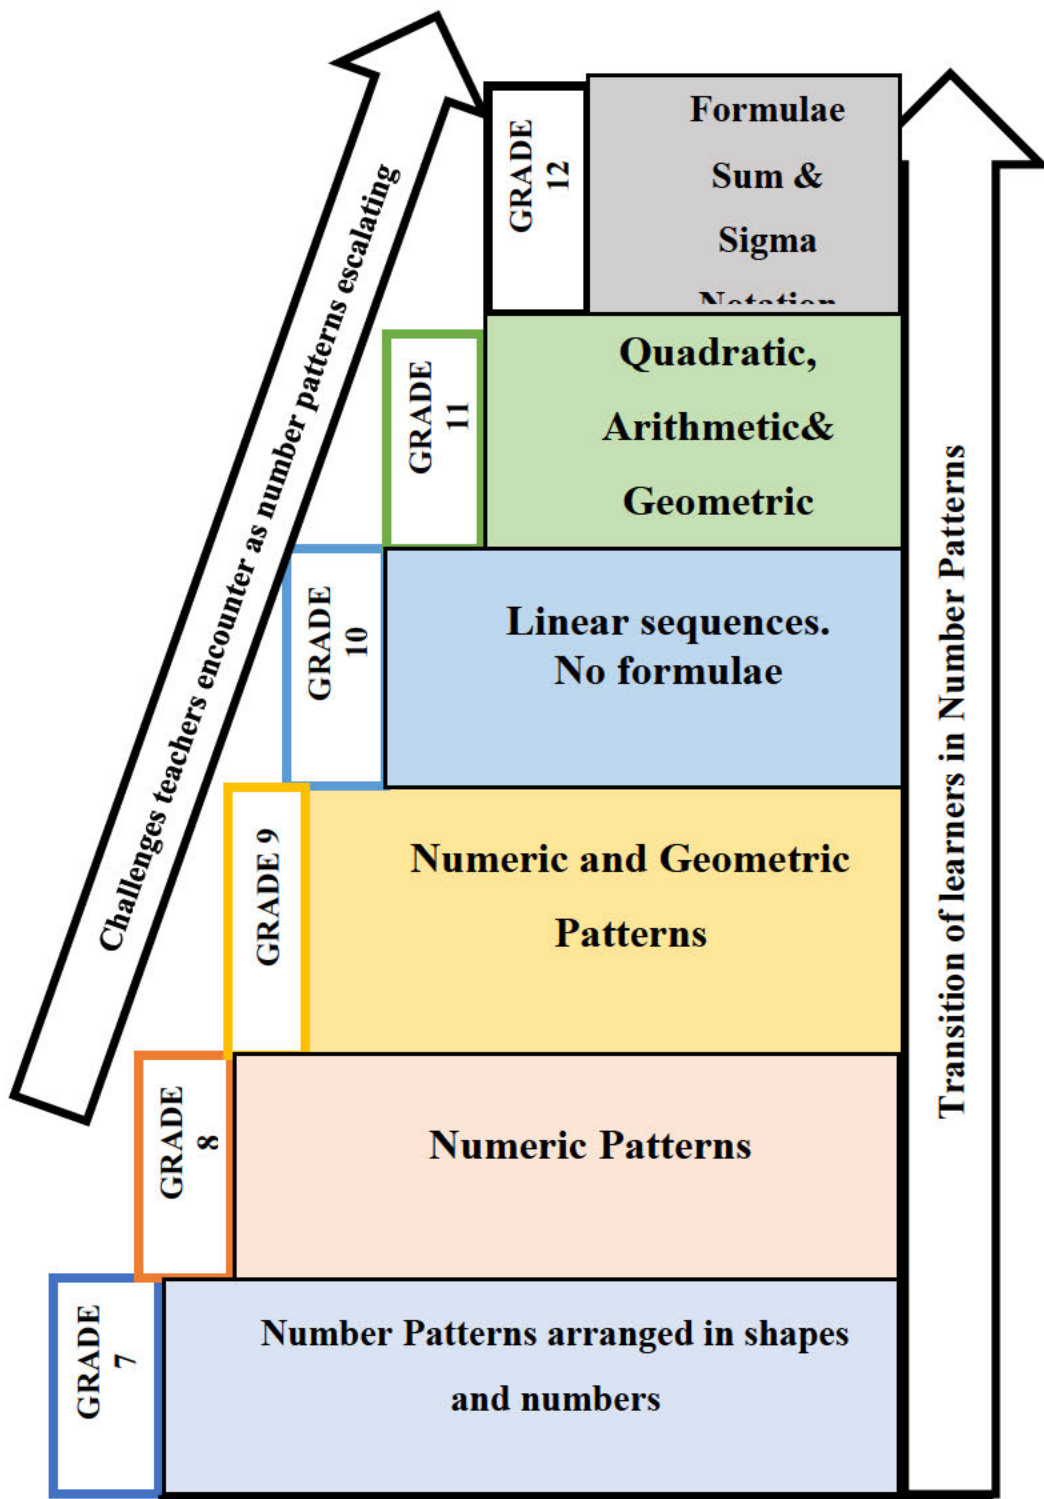 Challenges teachers encounter as number patterns escalating
GRADE
12
Formulae
Sum &
Sigma
Notation
GRADE
11
Quadratic,
Arithmetic&
Geometric
GRADE
10
Linear sequences.
No formulae
GRADE 9
Numeric and Geometric
Patterns
GRADE
8
Numeric Patterns
GRADE
7
Number Patterns arranged in shapes
and numbers
Transition of learners in Number Patterns